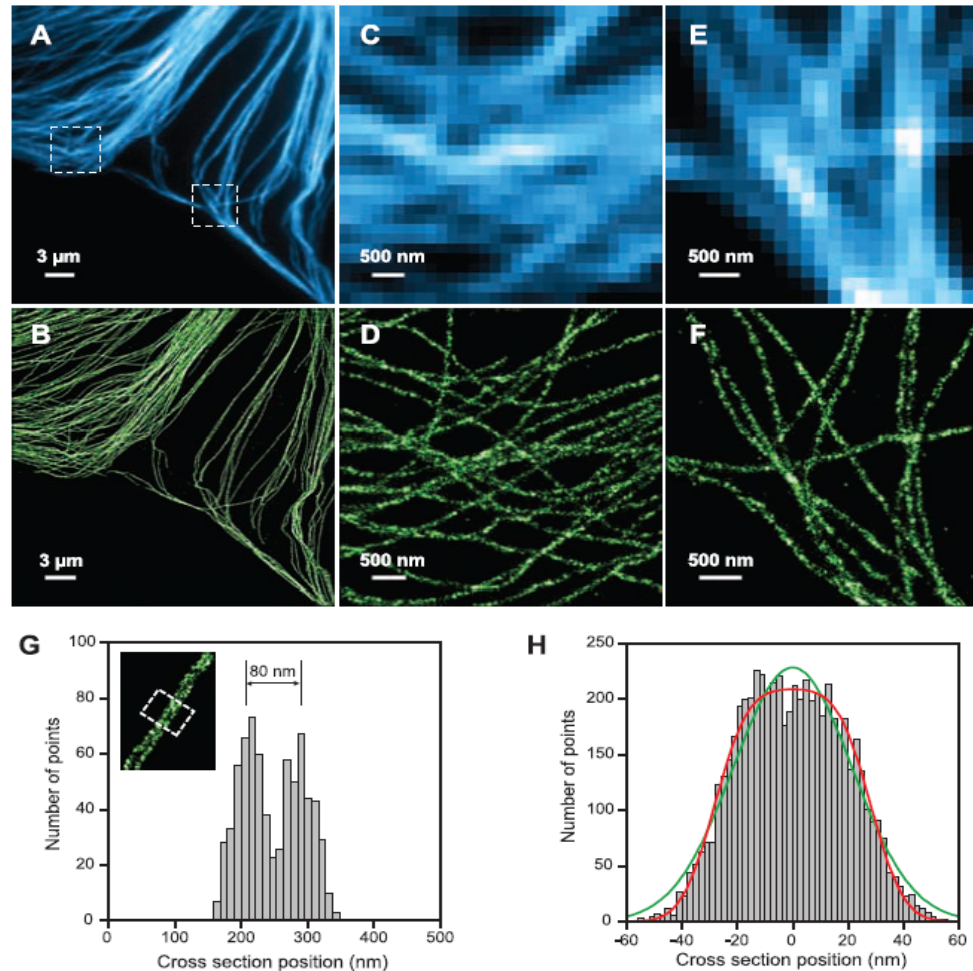 A
3 µm
C
500 nm
E
500 nm
B
3 µm
D
500 nm
F
500 nm
G
100
80
60
40
20
0
Number of points
80 nm
0
100
200
300
400
500
Cross section position (nm)
H
250
200
150
100
50
0
Number of points
-60
-40
-20
0
20
40
60
Cross section position (nm)